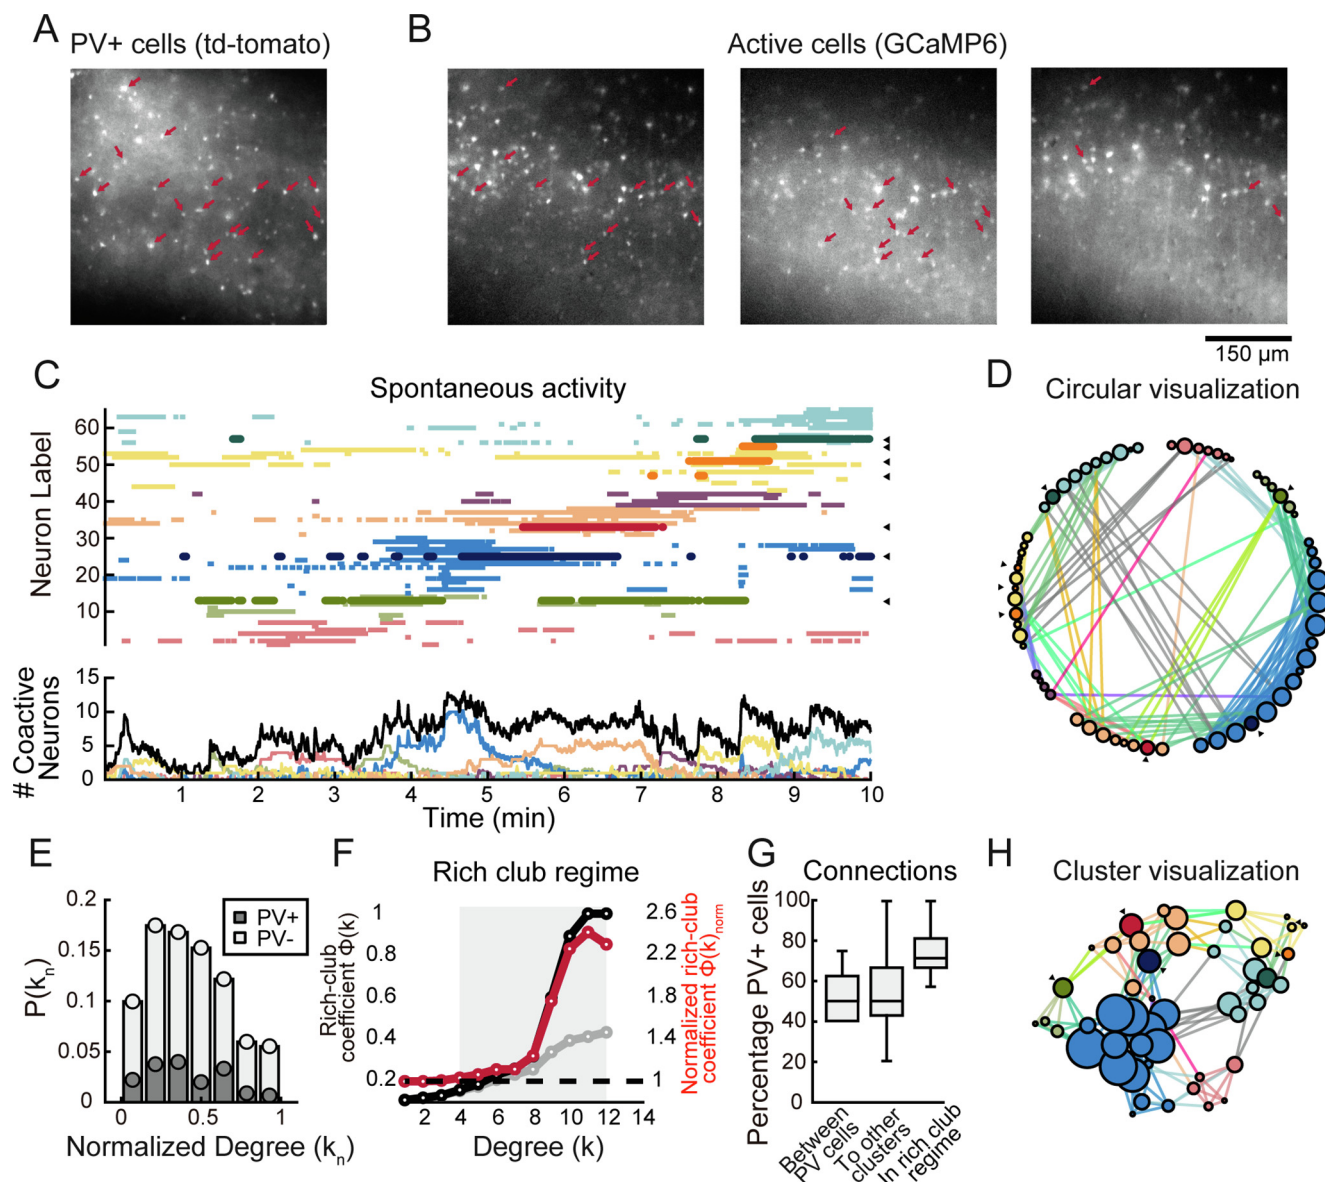 A
PV+ cells (td-tomato)
B
Active cells (GCaMP6)
150 µm
C
Spontaneous activity
Neuron Label
60
50
40
30
20
10
# Coactive
Neurons
15
10
5
0
1 2 3 4 5 6 7 8 9 10
Time (min)
D
Circular visualization
E
P(kn)
0.2
0.15
0.1
0.05
0
PV+
PV-
0 0.5 1
Normalized Degree (kn)
F
Rich club regime
Rich-club
coefficient Φ(k)
1
0.8
0.6
0.4
0.2
2.6
2.2
1.8
1.4
1
Normalized rich-club
coefficient Φ(k)norm
0 2 4 6 8 10 12 14
Degree (k)
G
Connections
Percentage PV+ cells
100
80
60
40
20
0
Between
PV cells
To other
clusters
In rich club
regime
H
Cluster visualization